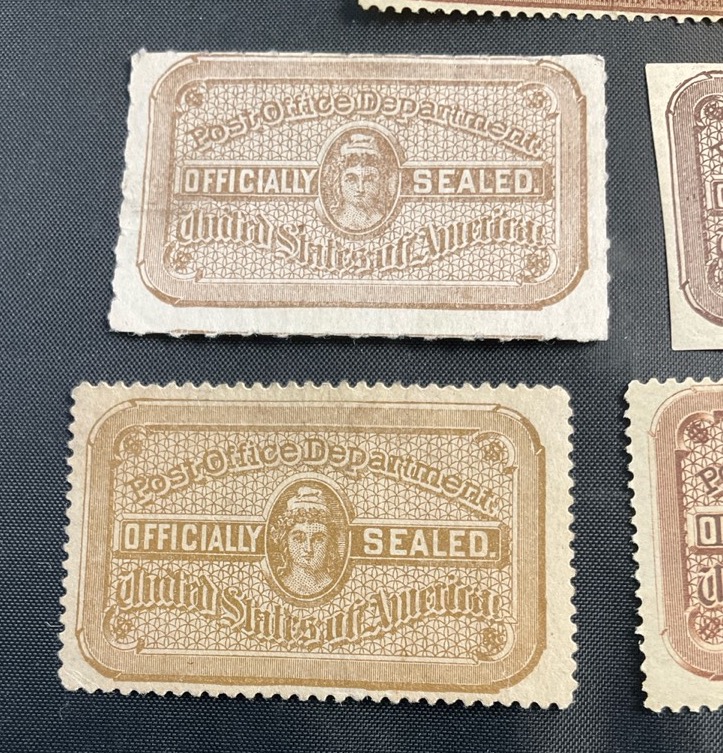 Post Office Department
OFFICIALLY SEALED.
United States of America.
Post Office Department
OFFICIALLY SEALED.
United States of America.